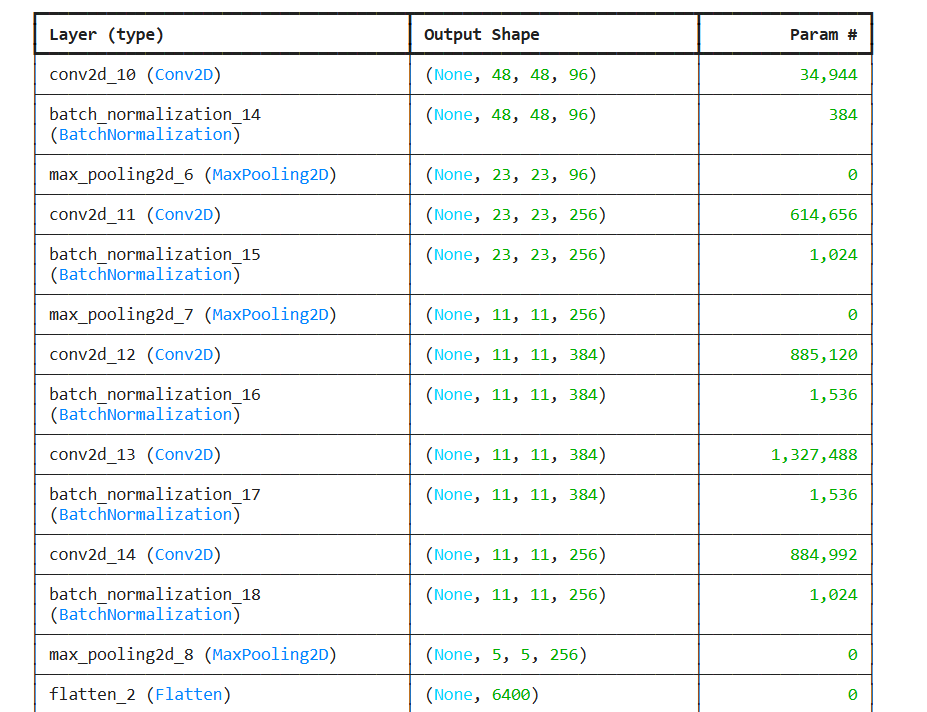 Layer (type) Output Shape Param #
conv2d_10 (Conv2D) (None, 48, 48, 96) 34,944
batch_normalization_14 (None, 48, 48, 96) 384
(BatchNormalization)
max_pooling2d_6 (MaxPooling2D) (None, 23, 23, 96) 0
conv2d_11 (Conv2D) (None, 23, 23, 256) 614,656
batch_normalization_15 (None, 23, 23, 256) 1,024
(BatchNormalization)
max_pooling2d_7 (MaxPooling2D) (None, 11, 11, 256) 0
conv2d_12 (Conv2D) (None, 11, 11, 384) 885,120
batch_normalization_16 (None, 11, 11, 384) 1,536
(BatchNormalization)
conv2d_13 (Conv2D) (None, 11, 11, 384) 1,327,488
batch_normalization_17 (None, 11, 11, 384) 1,536
(BatchNormalization)
conv2d_14 (Conv2D) (None, 11, 11, 256) 884,992
batch_normalization_18 (None, 11, 11, 256) 1,024
(BatchNormalization)
max_pooling2d_8 (MaxPooling2D) (None, 5, 5, 256) 0
flatten_2 (Flatten) (None, 6400) 0